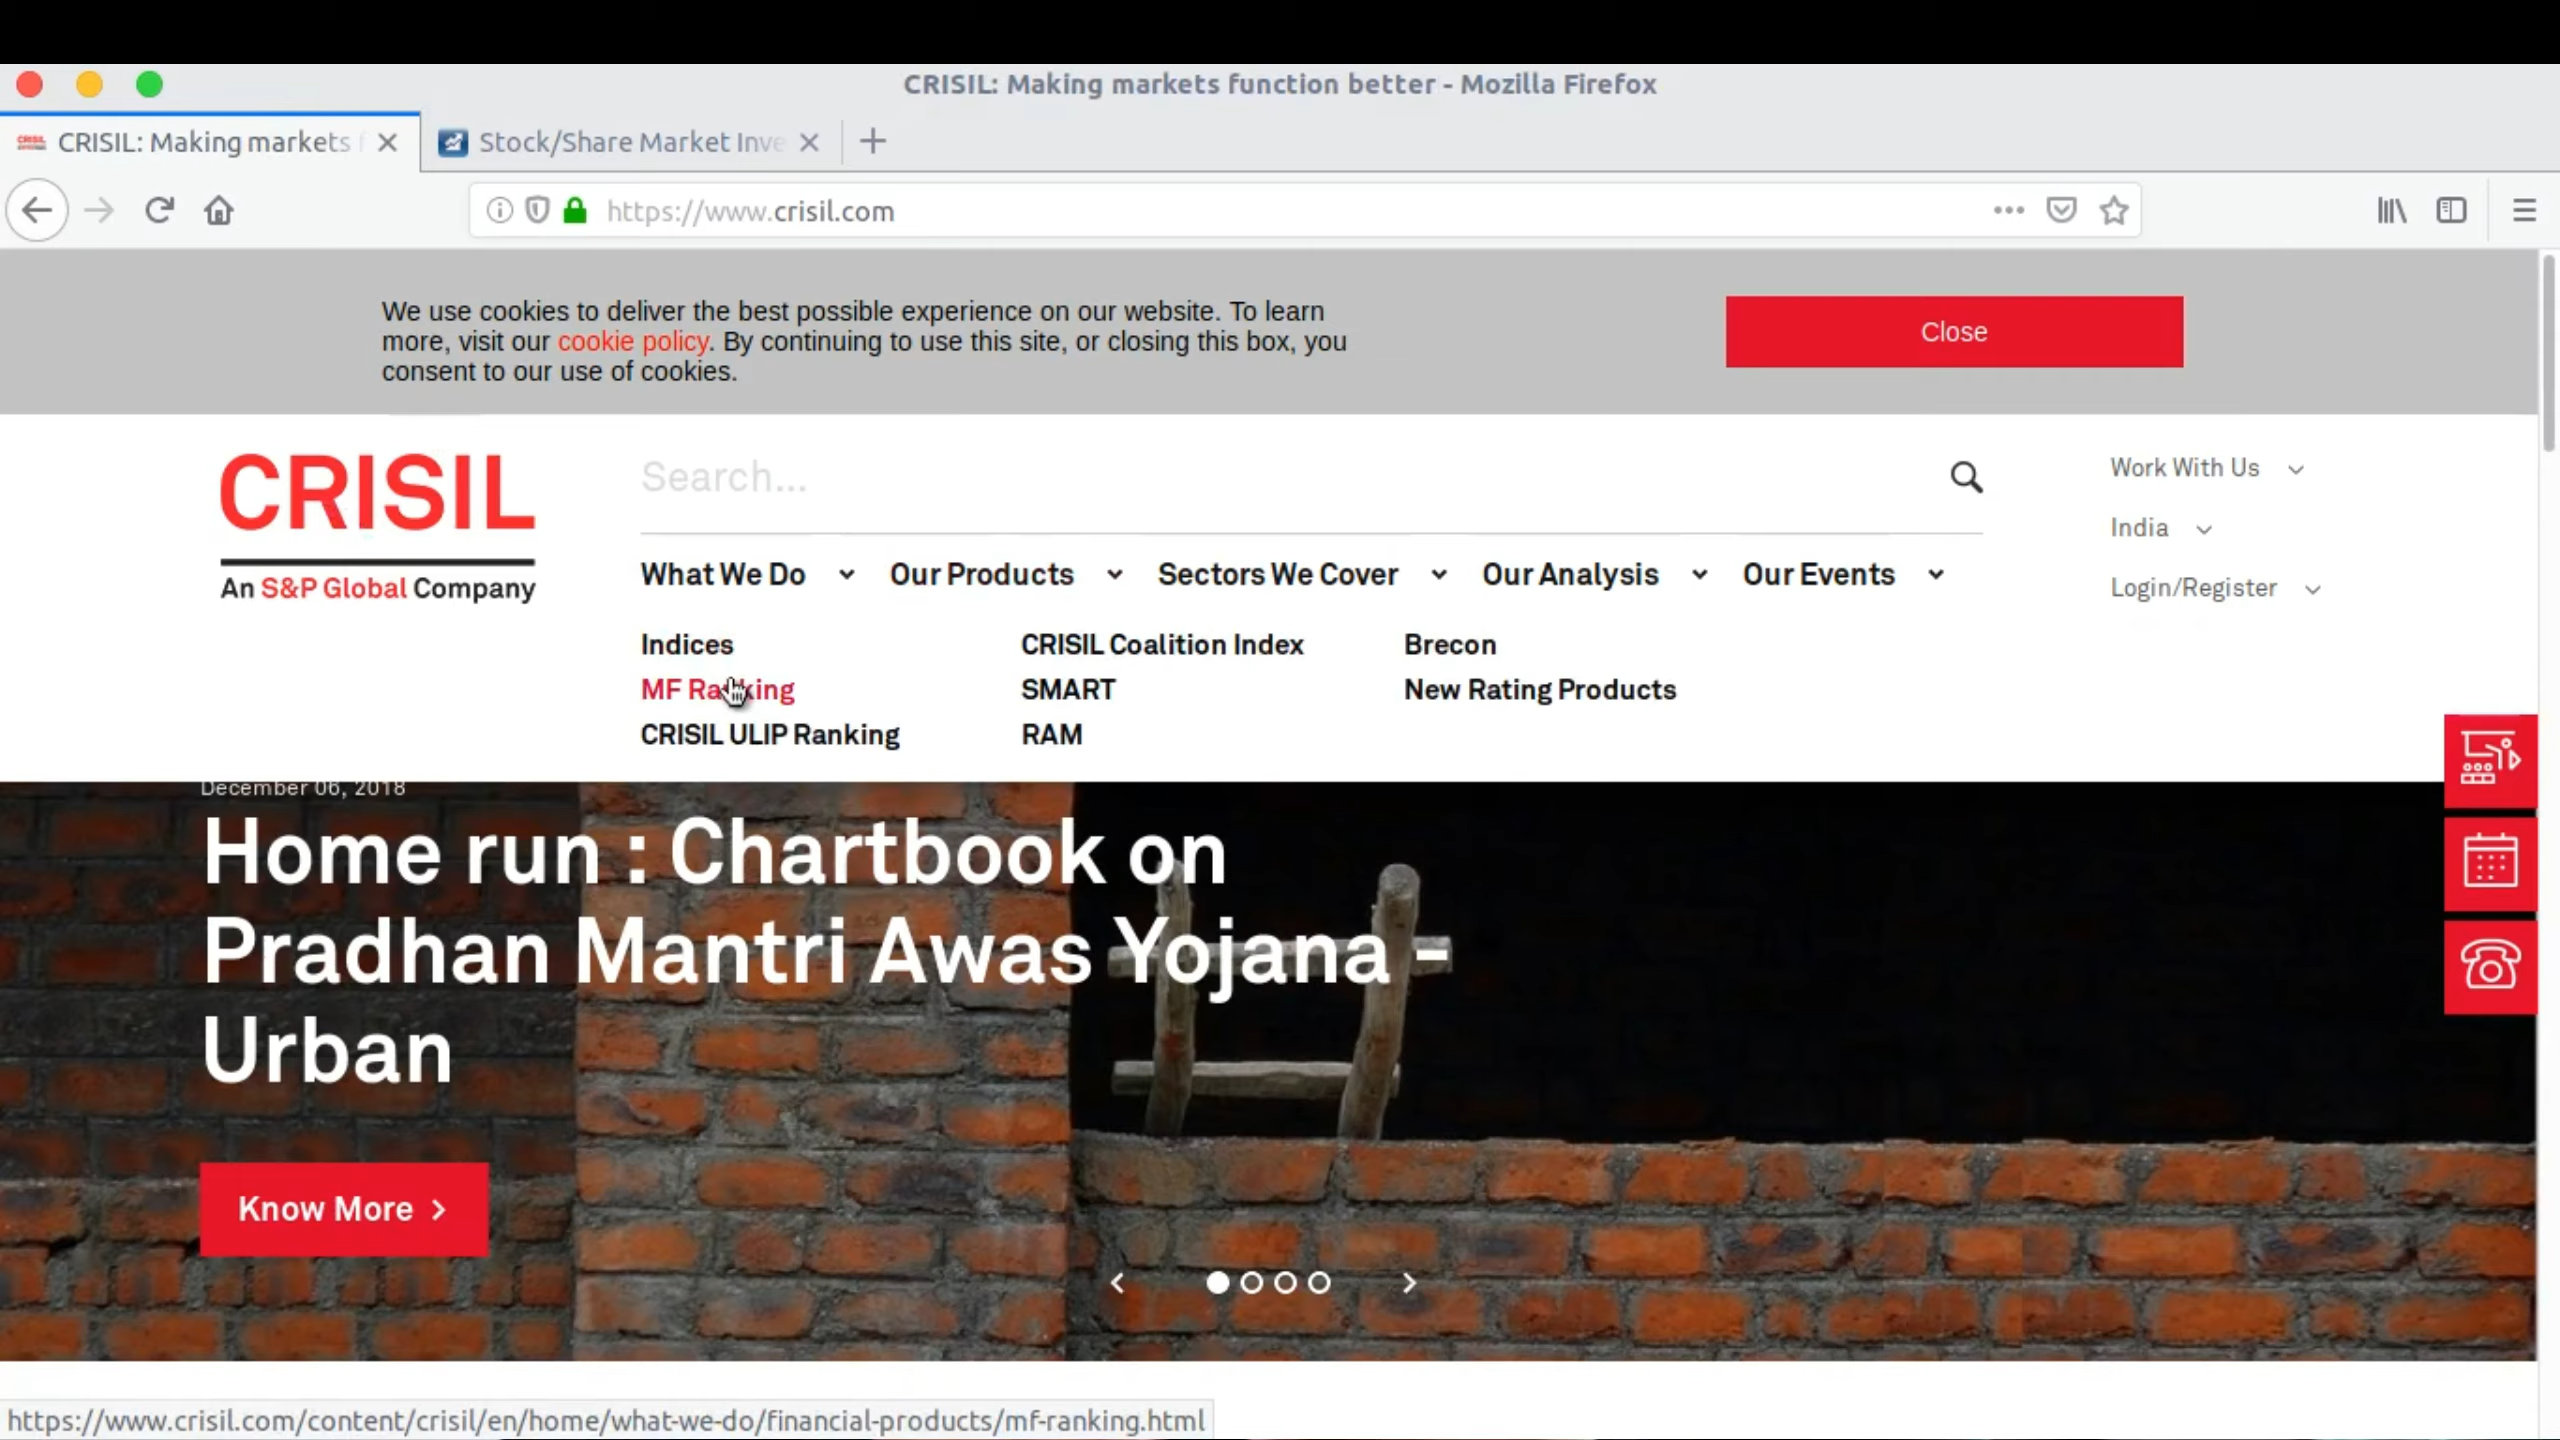 CRISIL: Making markets function better - Mozilla Firefox
CRISIL: Making markets f
Stock/Share Market Inve
https://www.crisil.com
We use cookies to deliver the best possible experience on our website. To learn
more, visit our cookie policy. By continuing to use this site, or closing this box, you
consent to our use of cookies.
Close
CRISIL
An S&P Global Company
Search...
Work With Us
India
Login/Register
What We Do
Our Products
Sectors We Cover
Our Analysis
Our Events
Indices
CRISIL Coalition Index
Brecon
MF Ranking
SMART
New Rating Products
CRISIL ULIP Ranking
RAM
December 06, 2018
Home run : Chartbook on
Pradhan Mantri Awas Yojana -
Urban
Know More >
https://www.crisil.com/content/crisil/en/home/what-we-do/financial-products/mf-ranking.html